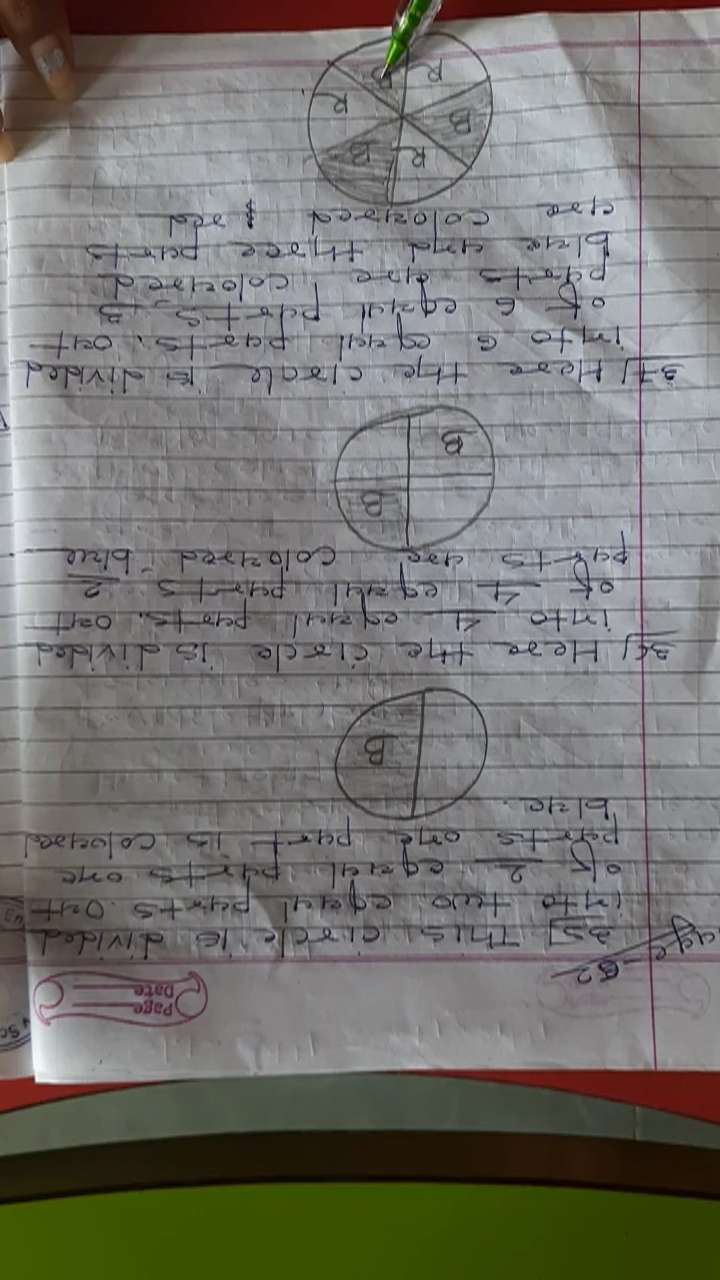 Page
Date
age-62
35] This circle is divided
into two equal parts. Out
of 2 equal parts one
parts one part is coloured
blue.
B
36] Here the circle is divided
into 4 equal parts. Out
of 4 equal parts 2
parts are coloured blue
B
B
37] Here the circle is divided
into 6 equal parts. Out
of 6 equal parts 3
parts are coloured
blue and three parts
are coloured red
B R
B R
R